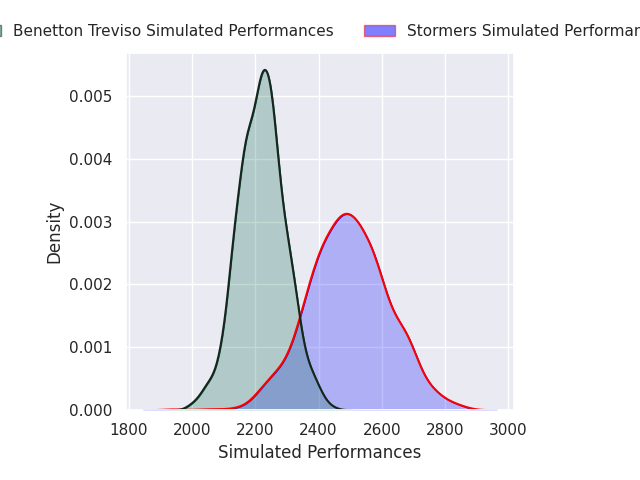 Benetton Treviso Simulated Performances
Stormers Simulated
0.005
0.004
0.003
0.002
0.001
0.000
Density
1800 2000 2200 2400 2600 2800 3000
Simulated Performances